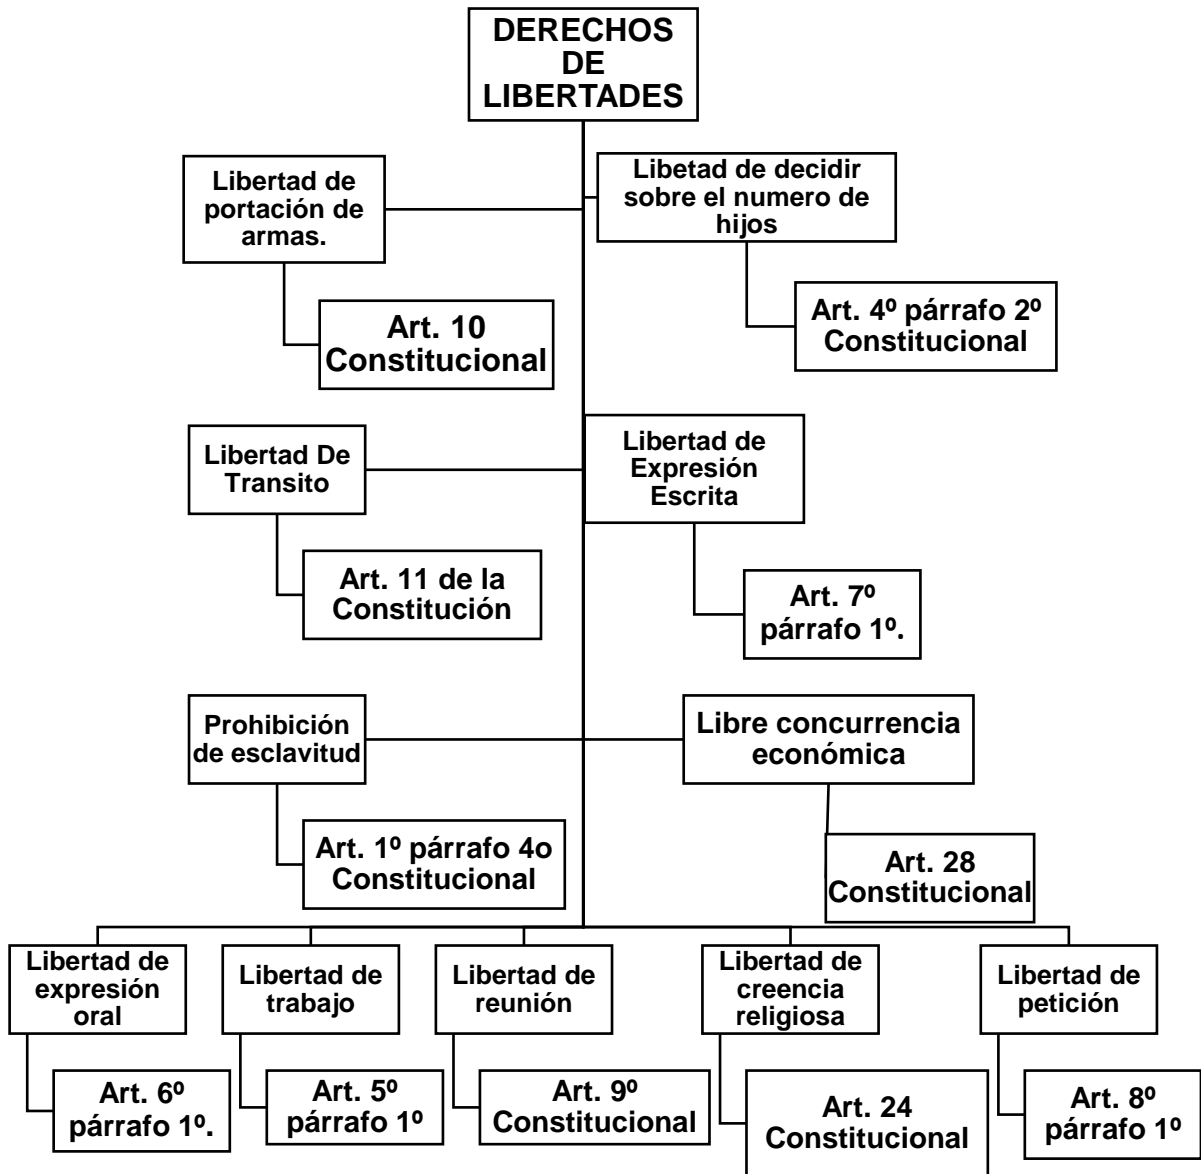 DERECHOS
DE
LIBERTADES
Libertad de
portación de
armas.
Libetad de decidir
sobre el numero de
hijos
Art. 10
Constitucional
Art. 4º párrafo 2º
Constitucional
Libertad De
Transito
Libertad de
Expresión
Escrita
Art. 11 de la
Constitución
Art. 7º
párrafo 1º.
Prohibición
de esclavitud
Libre concurrencia
económica
Art. 1º párrafo 4o
Constitucional
Art. 28
Constitucional
Libertad de
expresión
oral
Libertad de
trabajo
Libertad de
reunión
Libertad de
creencia
religiosa
Libertad de
petición
Art. 6º
párrafo 1º.
Art. 5º
párrafo 1º
Art. 9º
Constitucional
Art. 24
Constitucional
Art. 8º
párrafo 1º